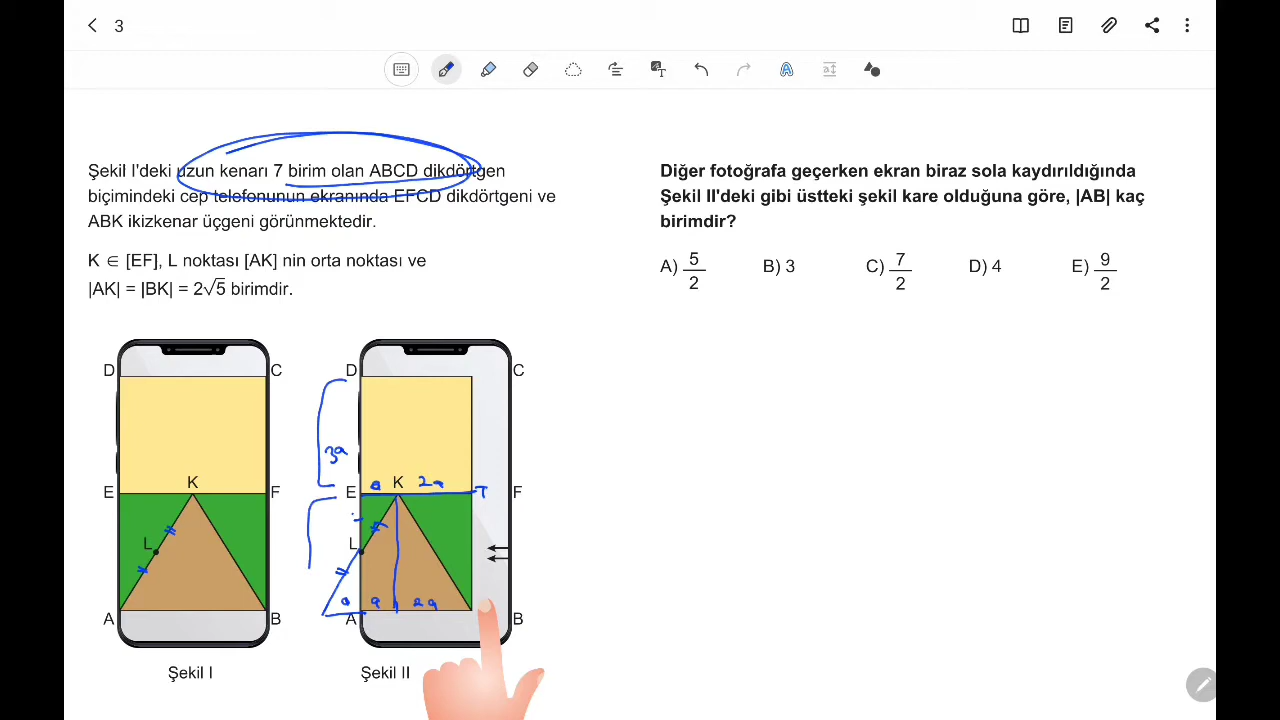 3
Şekil I'deki uzun kenarı 7 birim olan ABCD dikdörtgen
biçimindeki cep telefonunun ekranında EFCD dikdörtgeni ve
ABK ikizkenar üçgeni görünmektedir.
K ∈ [EF], L noktası [AK] nin orta noktası ve
|AK| = |BK| = 2√5 birimdir.
Diğer fotoğrafa geçerken ekran biraz sola kaydırıldığında
Şekil II'deki gibi üstteki şekil kare olduğuna göre, |AB| kaç
birimdir?
A) 5/2 B) 3 C) 7/2 D) 4 E) 9/2
D C D C
3a
K a K 2a
E F E T F
L L
a a 2a
A B A B
Şekil I Şekil II